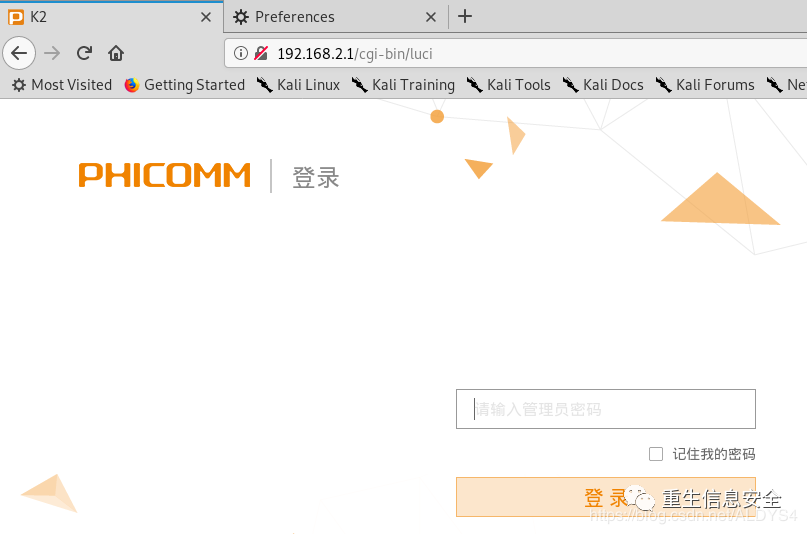 K2
Preferences
192.168.2.1/cgi-bin/luci
Most Visited Getting Started Kali Linux Kali Training Kali Tools Kali Docs Kali Forums Ne
PHICOMM 登录
请输入管理员密码
记住我的密码
登 录
重生信息安全
https://blog.csdn.net/ALDYS4